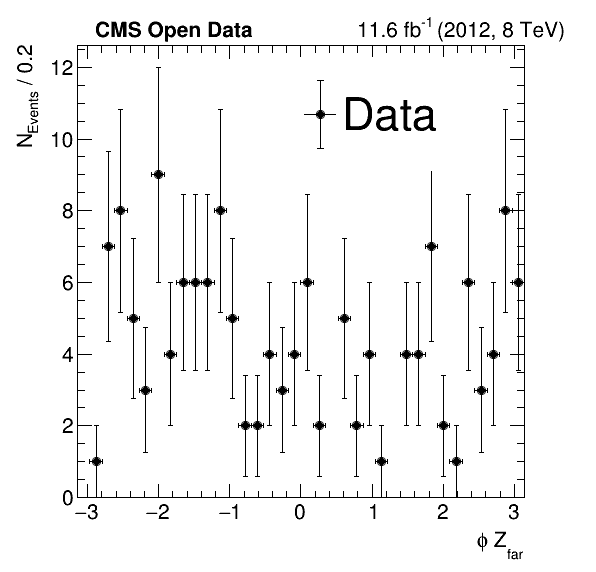 CMS Open Data 11.6 fb⁻¹ (2012, 8 TeV)
N_Events / 0.2
12
10
8
6
4
2
0
Data
−3 −2 −1 0 1 2 3
ϕ Z_far